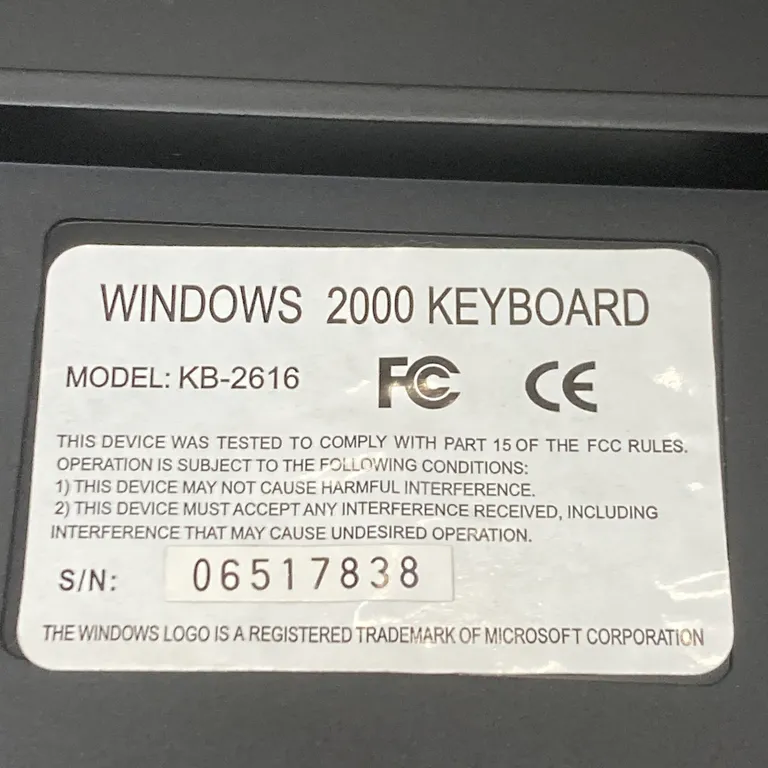 WINDOWS 2000 KEYBOARD
MODEL: KB-2616 FC CE
THIS DEVICE WAS TESTED TO COMPLY WITH PART 15 OF THE FCC RULES.
OPERATION IS SUBJECT TO THE FOLLOWING CONDITIONS:
1) THIS DEVICE MAY NOT CAUSE HARMFUL INTERFERENCE.
2) THIS DEVICE MUST ACCEPT ANY INTERFERENCE RECEIVED, INCLUDING
INTERFERENCE THAT MAY CAUSE UNDESIRED OPERATION.
S/N: 06517838
THE WINDOWS LOGO IS A REGISTERED TRADEMARK OF MICROSOFT CORPORATION